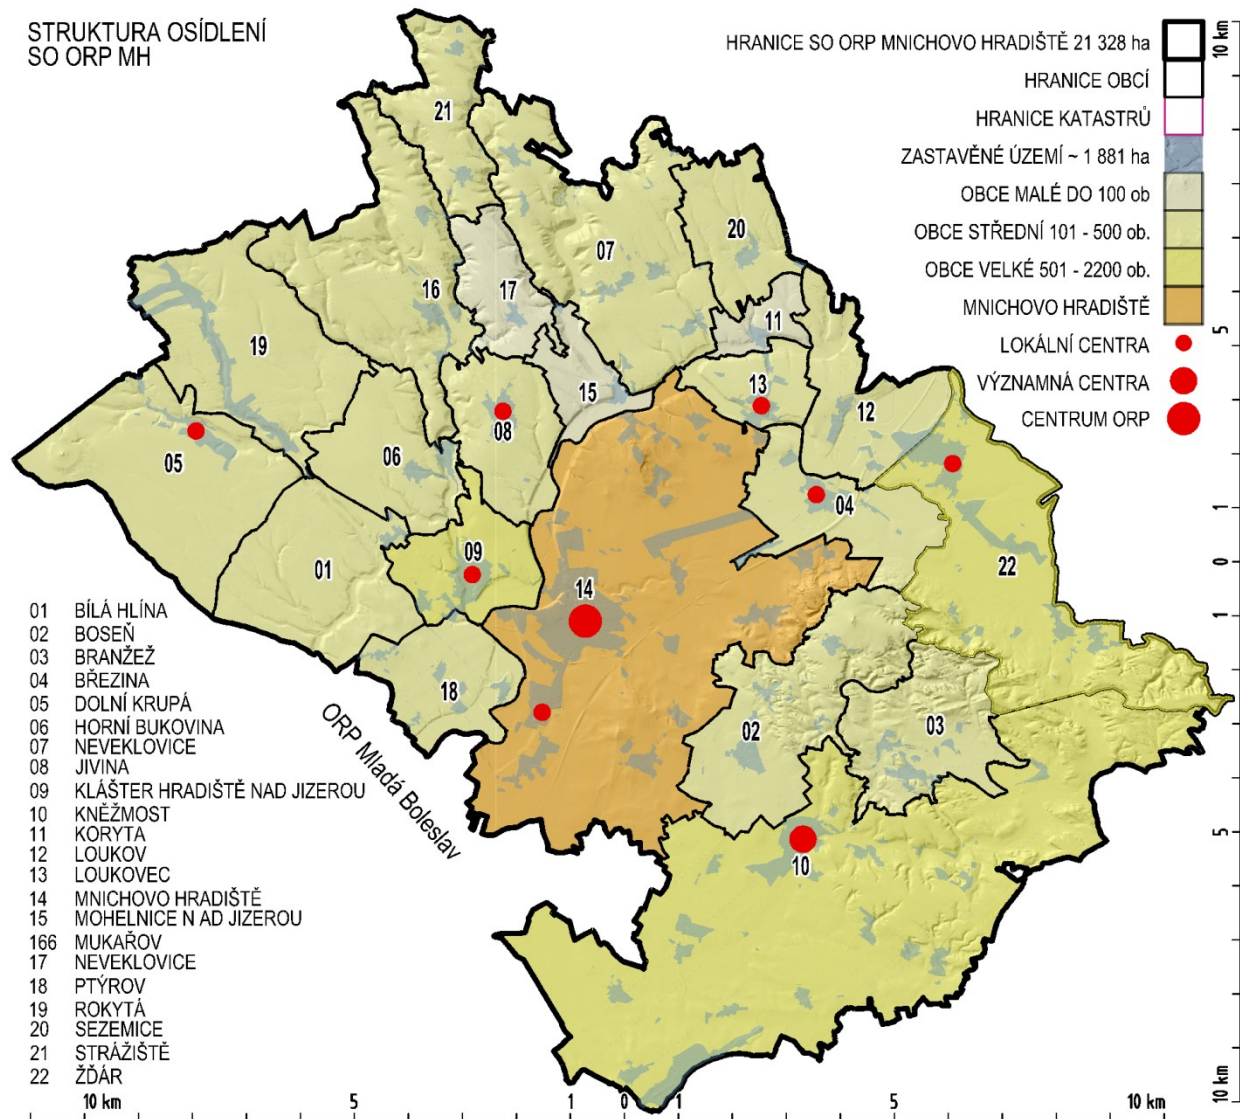 STRUKTURA OSÍDLENÍ
SO ORP MH
HRANICE SO ORP MNICHOVO HRADIŠTĚ 21 328 ha
HRANICE OBCÍ
HRANICE KATASTRŮ
ZASTAVĚNÉ ÚZEMÍ ~ 1 881 ha
OBCE MALÉ DO 100 ob
OBCE STŘEDNÍ 101 - 500 ob.
OBCE VELKÉ 501 - 2200 ob.
MNICHOVO HRADIŠTĚ
LOKÁLNÍ CENTRA
VÝZNAMNÁ CENTRA
CENTRUM ORP
10 km
5
1
0
1
5
10 km
21
20
07
16
17
11
19
15
13
12
08
05
06
04
09
01
22
14
18
02
03
10
ORP Mladá Boleslav
01 BÍLÁ HLÍNA
02 BOSEŇ
03 BRANŽEŽ
04 BŘEZINA
05 DOLNÍ KRUPÁ
06 HORNÍ BUKOVINA
07 NEVEKLOVICE
08 JIVINA
09 KLÁŠTER HRADIŠTĚ NAD JIZEROU
10 KNĚŽMOST
11 KORYTA
12 LOUKOV
13 LOUKOVEC
14 MNICHOVO HRADIŠTĚ
15 MOHELNICE N AD JIZEROU
166 MUKAŘOV
17 NEVEKLOVICE
18 PTÝROV
19 ROKYTÁ
20 SEZEMICE
21 STRÁŽIŠTĚ
22 ŽĎÁR
10 km 5 1 0 1 5 10 km